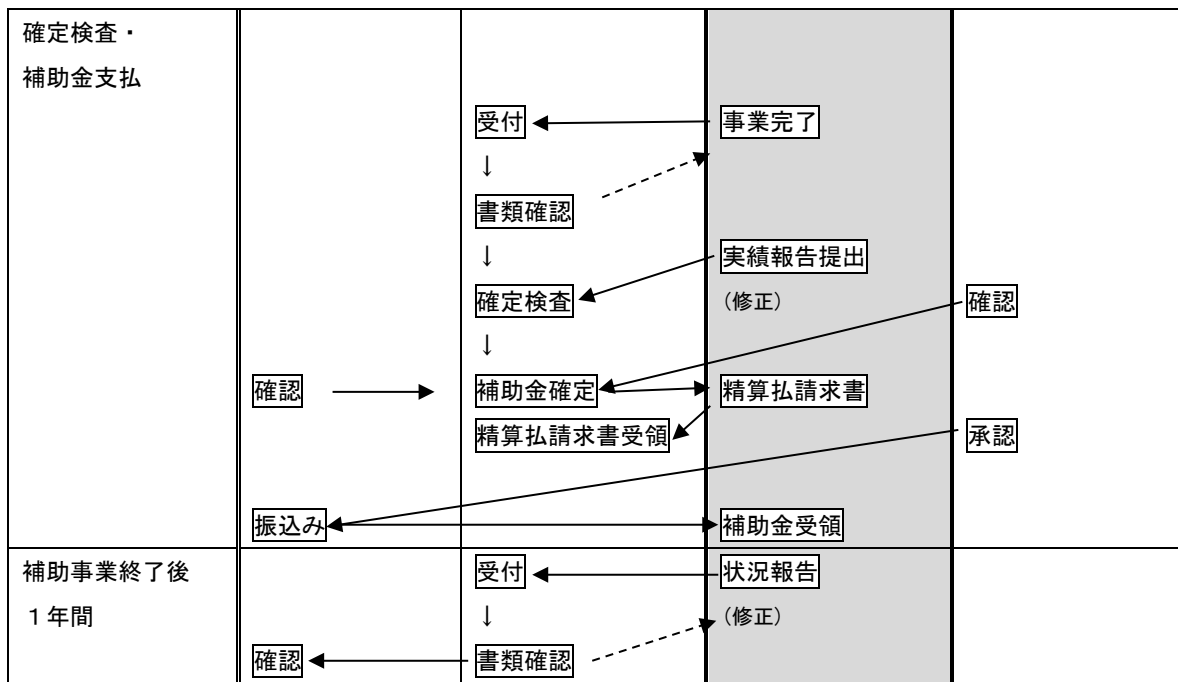 確定検査・
補助金支払
受付
事業完了
↓
書類確認
↓
実績報告提出
確定検査
（修正）
確認
↓
確認
補助金確定
精算払請求書
精算払請求書受領
承認
振込み
補助金受領
補助事業終了後
１年間
受付
状況報告
↓
（修正）
確認
書類確認